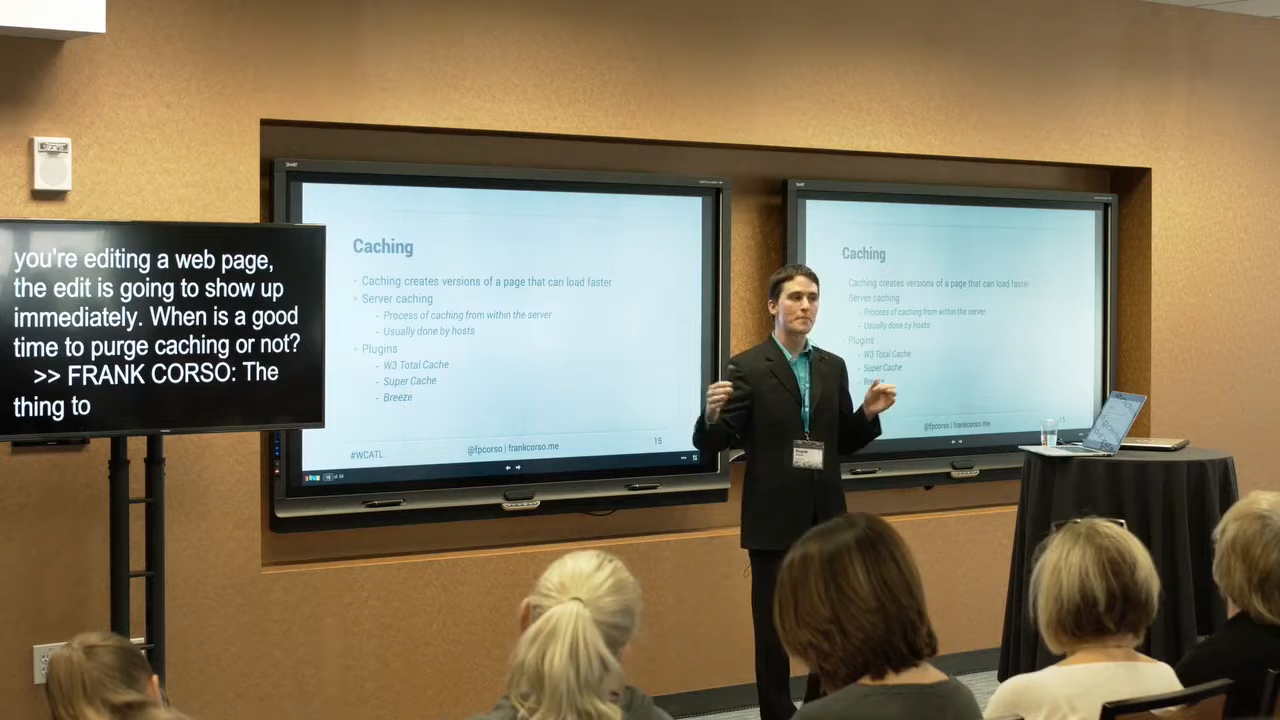 you're editing a web page,
the edit is going to show up
immediately. When is a good
time to purge caching or not?
>> FRANK CORSO: The
thing to
SMART
Caching
- Caching creates versions of a page that can load faster
- Server caching
- Process of caching from within the server
- Usually done by hosts
- Plugins
- W3 Total Cache
- Super Cache
- Breeze
#WCATL
@fpcorso | frankcorso.me
15
SMART
Caching
Caching creates versions of a page that can load faster
Server caching
- Process of caching from within the server
- Usually done by hosts
- Plugins
- W3 Total Cache
- Super Cache
- Breeze
@fpcorso | frankcorso.me
15